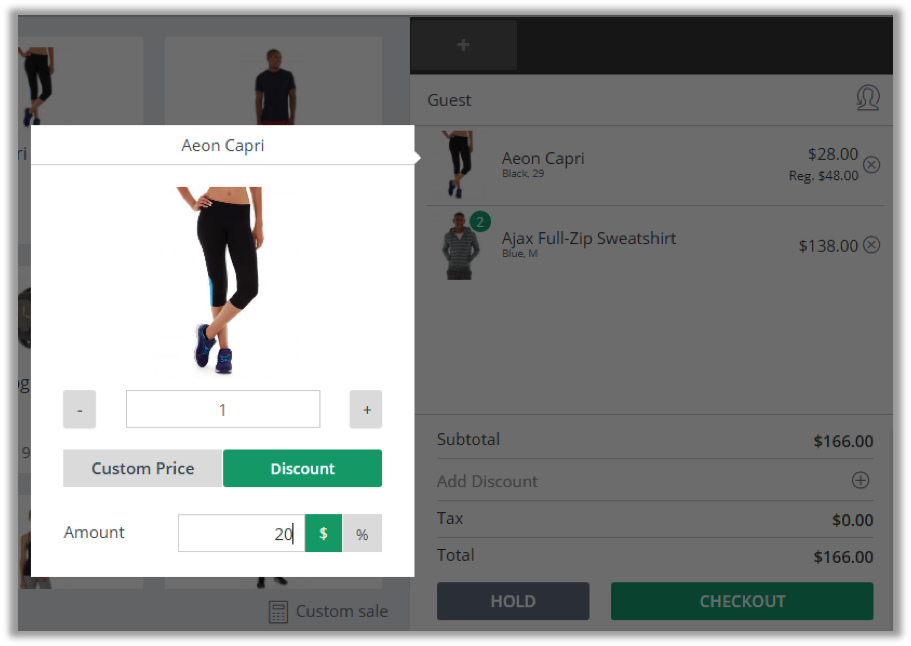 +
Guest
ri
Aeon Capri
Aeon Capri
Black, 29
$28.00
Reg. $48.00
2
Ajax Full-Zip Sweatshirt
Blue, M
$138.00
og
9
- 1 +
Custom Price Discount
Amount 20 $ %
Subtotal $166.00
Add Discount
Tax $0.00
Total $166.00
HOLD CHECKOUT
Custom sale